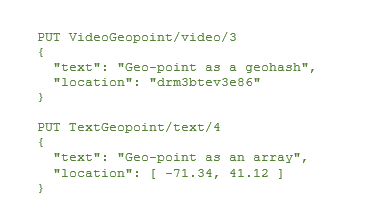 PUT VideoGeopoint/video/3
{
  "text": "Geo-point as a geohash",
  "location": "drm3btev3e86"
}

PUT TextGeopoint/text/4
{
  "text": "Geo-point as an array",
  "location": [ -71.34, 41.12 ]
}